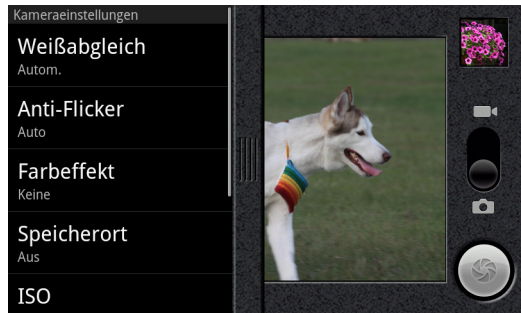 Kameraeinstellungen
Weißabgleich
Autom.
Anti-Flicker
Auto
Farbeffekt
Keine
Speicherort
Aus
ISO